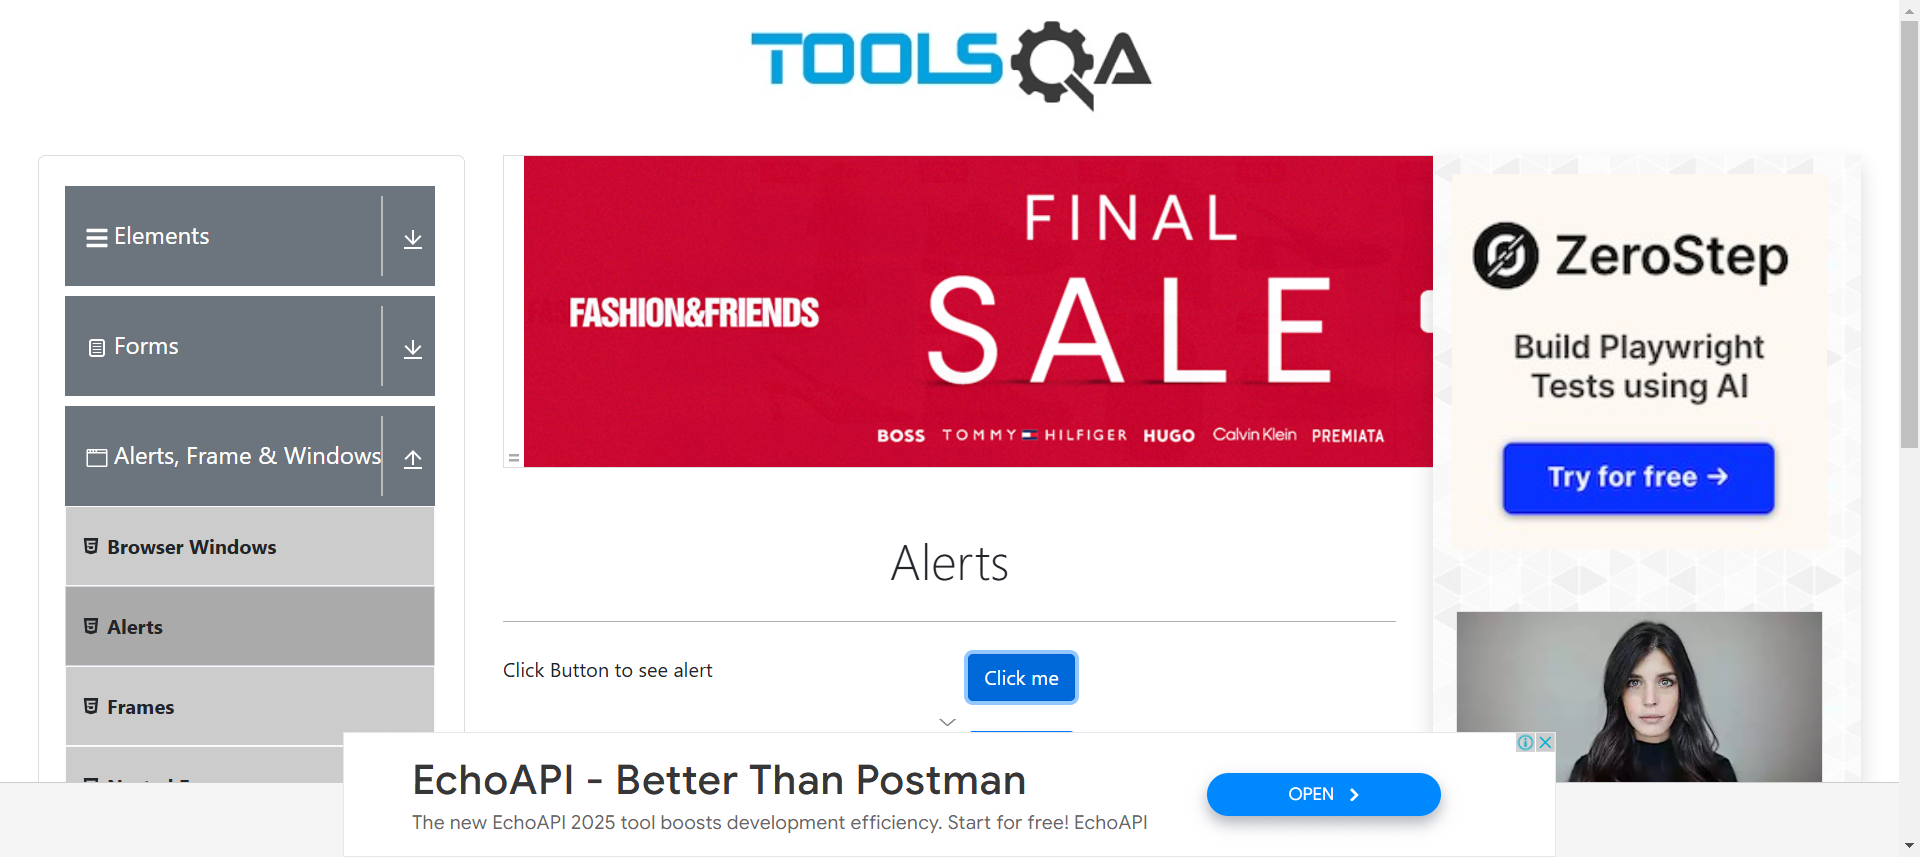 TOOLSQA
Elements
Forms
Alerts, Frame & Windows
Browser Windows
Alerts
Frames
FINAL
SALE
FASHION&FRIENDS
BOSS TOMMY HILFIGER HUGO Calvin Klein PREMIATA
Alerts
Click Button to see alert
Click me
ZeroStep
Build Playwright
Tests using AI
Try for free →
EchoAPI - Better Than Postman
The new EchoAPI 2025 tool boosts development efficiency. Start for free! EchoAPI
OPEN